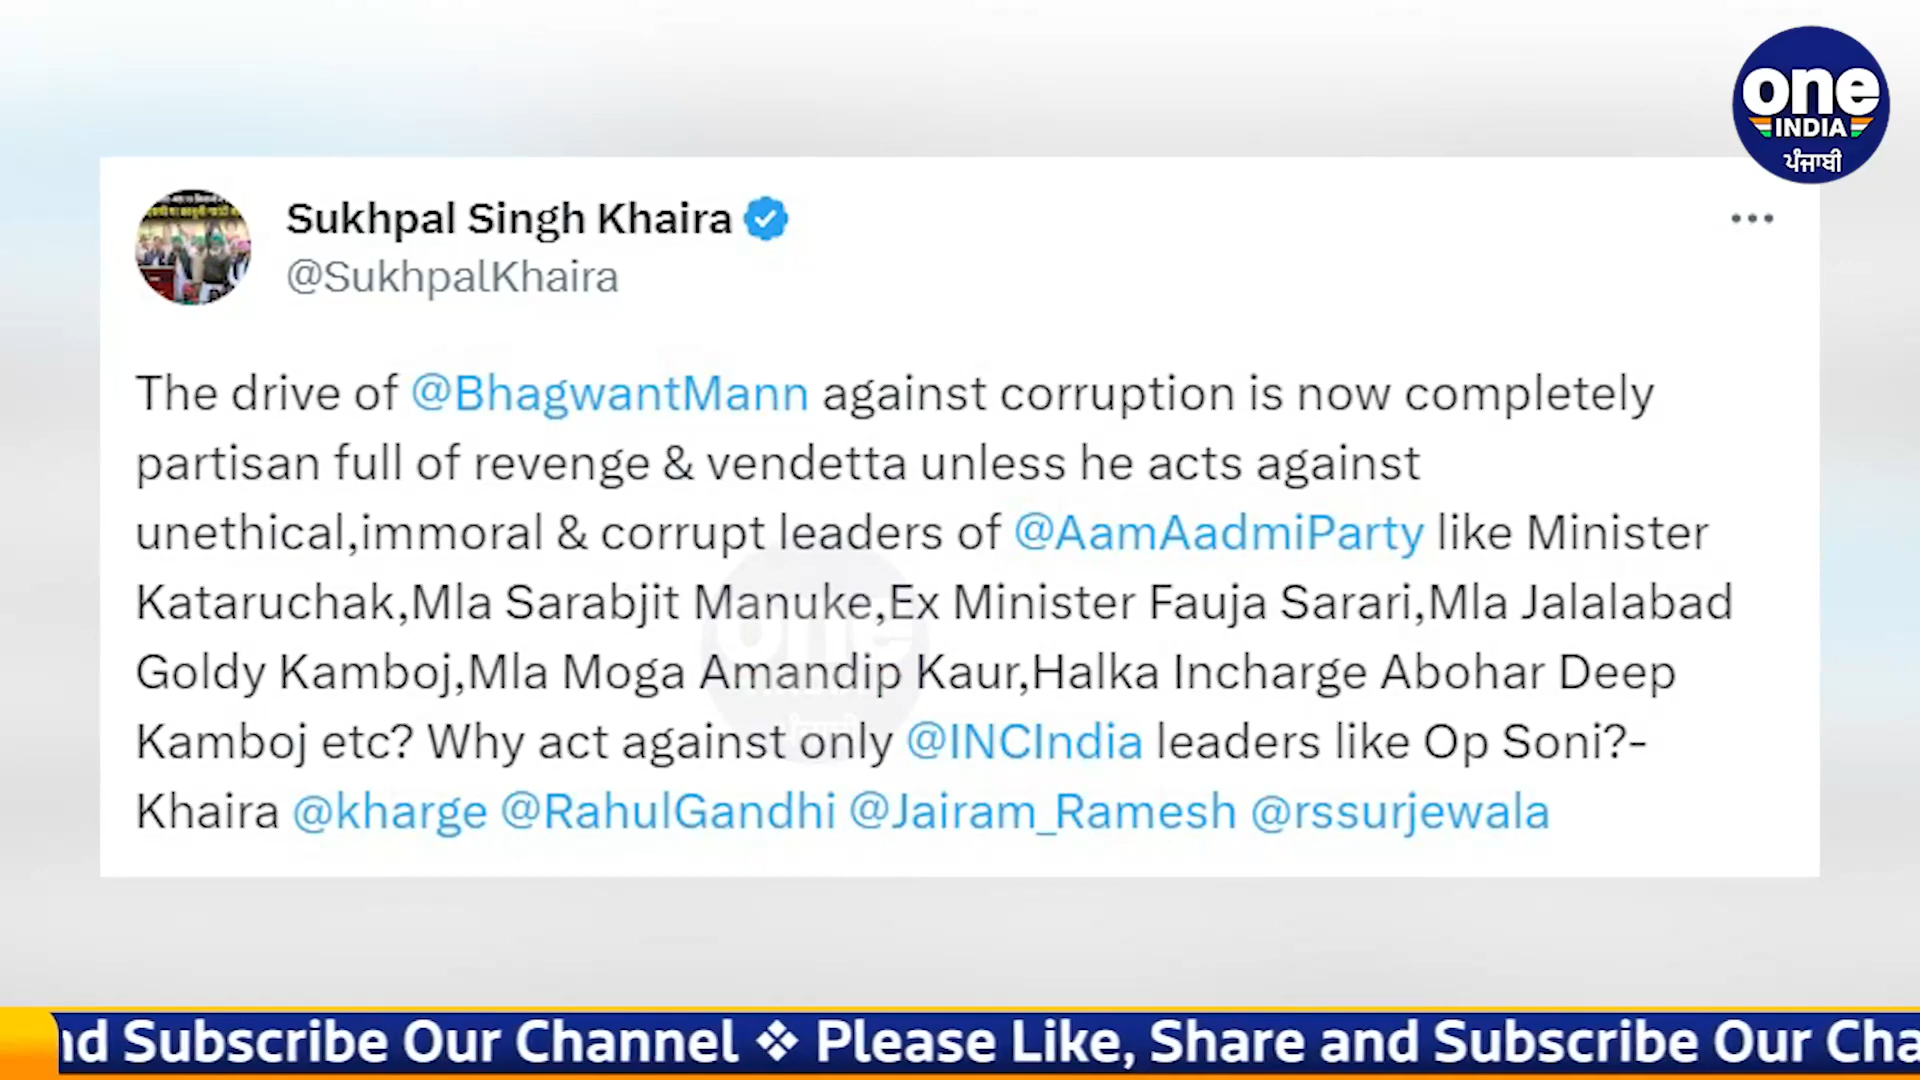 one
INDIA
ਪੰਜਾਬੀ
Sukhpal Singh Khaira
@SukhpalKhaira
The drive of @BhagwantMann against corruption is now completely
partisan full of revenge & vendetta unless he acts against
unethical,immoral & corrupt leaders of @AamAadmiParty like Minister
Kataruchak,Mla Sarabjit Manuke,Ex Minister Fauja Sarari,Mla Jalalabad
Goldy Kamboj,Mla Moga Amandip Kaur,Halka Incharge Abohar Deep
Kamboj etc? Why act against only @INCIndia leaders like Op Soni?-
Khaira @kharge @RahulGandhi @Jairam_Ramesh @rssurjewala
nd Subscribe Our Channel ❖ Please Like, Share and Subscribe Our Cha